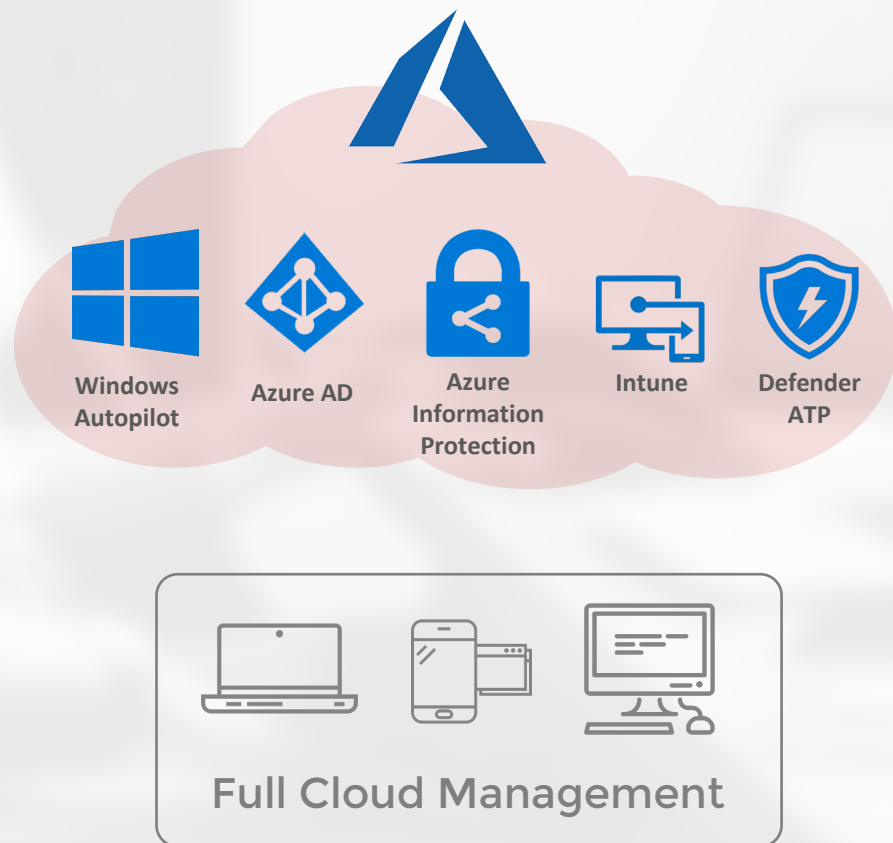 Windows
Autopilot
Azure AD
Azure
Information
Protection
Intune
Defender
ATP
Full Cloud Management